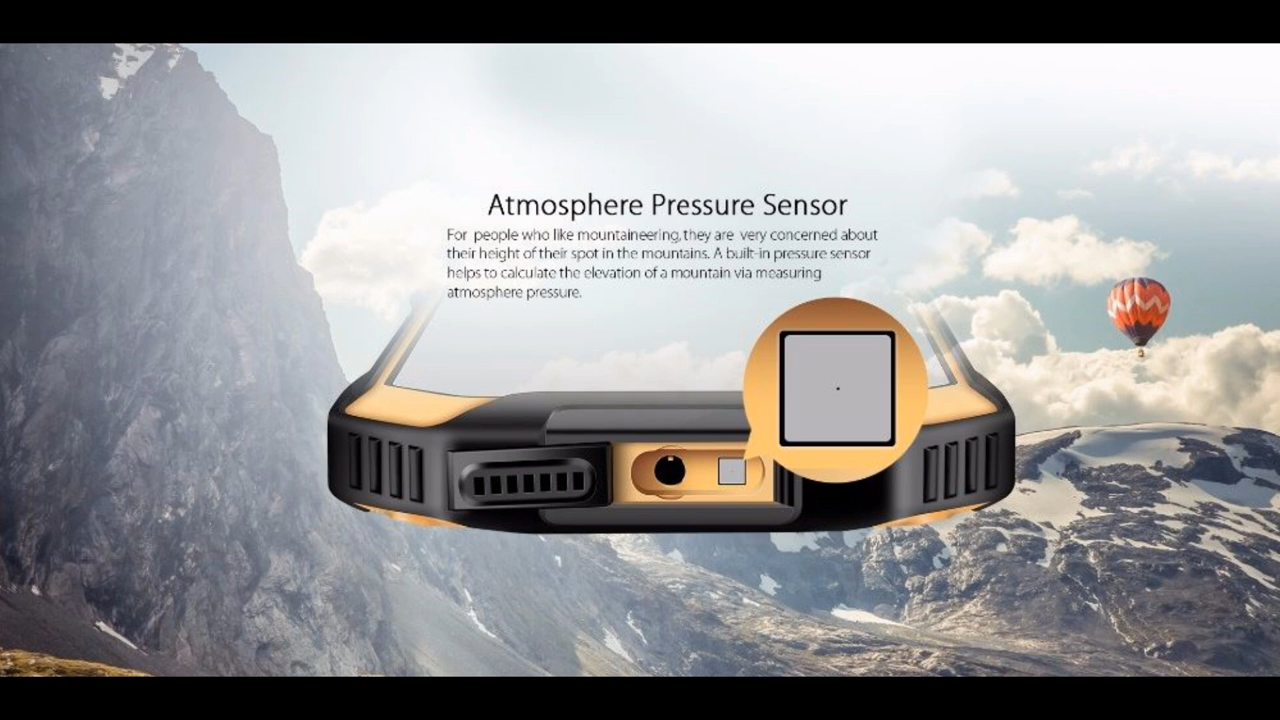 Atmosphere Pressure Sensor
For people who like mountaineering, they are very concerned about
their height of their spot in the mountains. A built-in pressure sensor
helps to calculate the elevation of a mountain via measuring
atmosphere pressure.